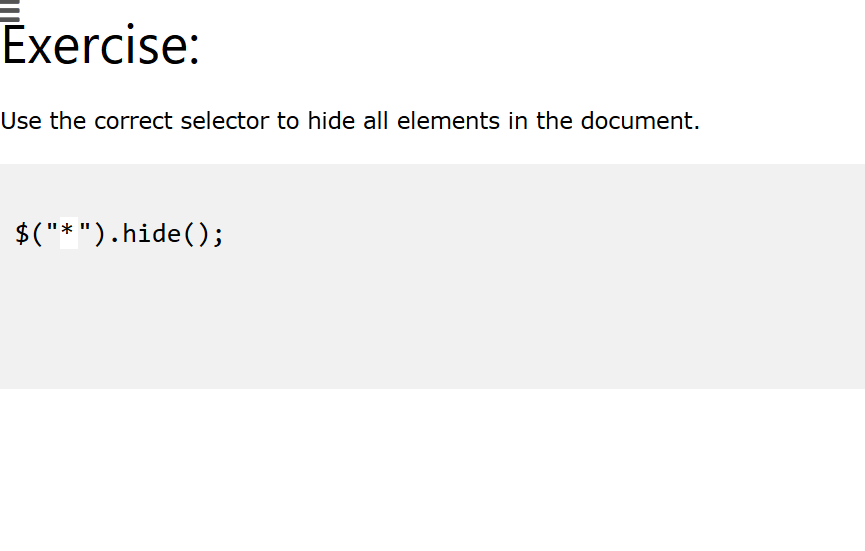 Exercise:
Use the correct selector to hide all elements in the document.
$("*").hide();